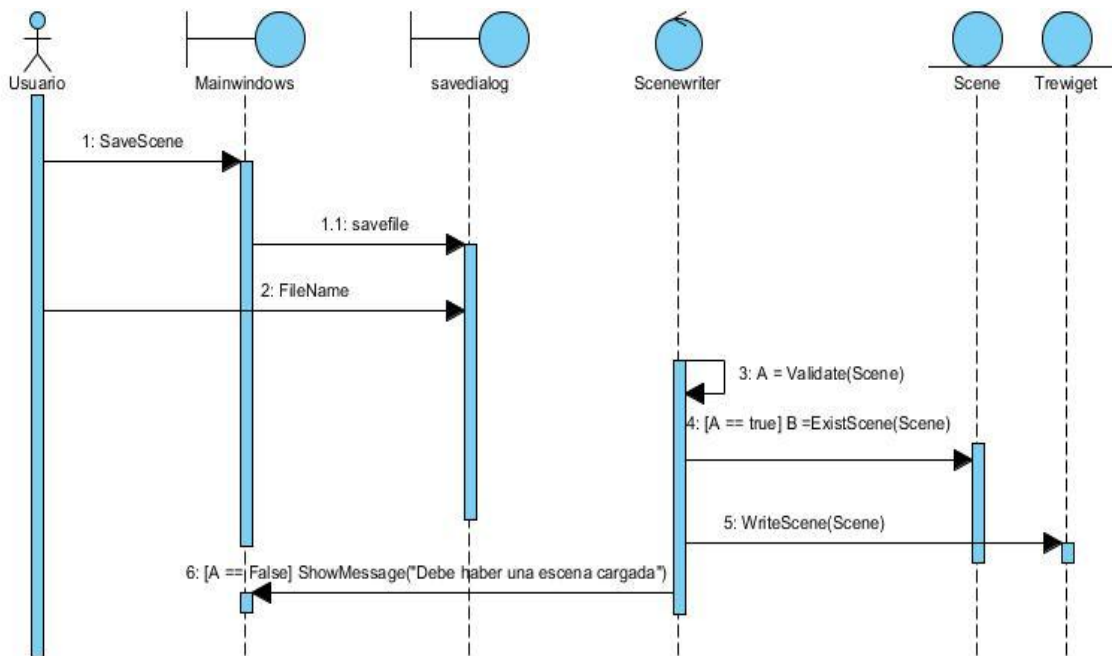 Usuario
Mainwindows
savedialog
Scenewriter
Scene
Trewiget
1: SaveScene
1.1: savefile
2: FileName
3: A = Validate(Scene)
4: [A == true] B =ExistScene(Scene)
5: WriteScene(Scene)
6: [A == False] ShowMessage("Debe haber una escena cargada")